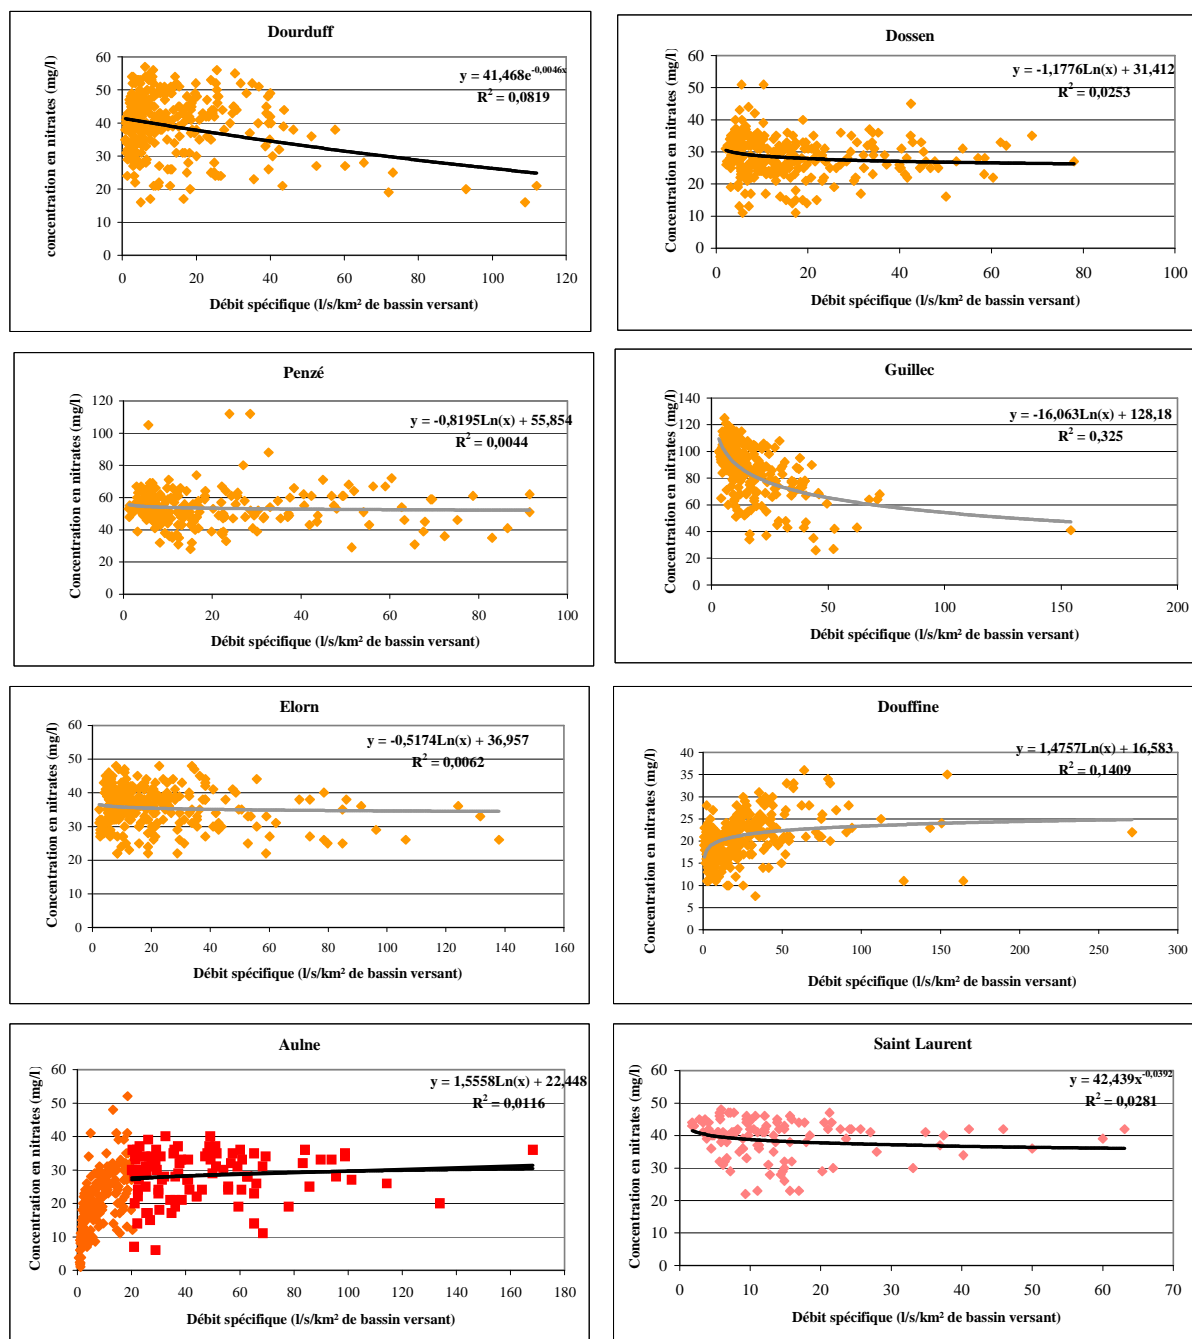 Dourduff
concentration en nitrates (mg/l)
60
50
40
30
20
10
0
y = 41,468e^-0,0046x
R² = 0,0819
0 20 40 60 80 100 120
Débit spécifique (l/s/km² de bassin versant)
Dossen
Concentration en nitrates (mg/l)
60
50
40
30
20
10
0
y = -1,1776Ln(x) + 31,412
R² = 0,0253
0 20 40 60 80 100
Débit spécifique (l/s/km² de bassin versant)
Penzé
Concentration en nitrates (mg/l)
120
100
80
60
40
20
0
y = -0,8195Ln(x) + 55,854
R² = 0,0044
0 20 40 60 80 100
Débit spécifique (l/s/km² de bassin versant)
Guillec
Concentration en nitrates (mg/l)
140
120
100
80
60
40
20
0
y = -16,063Ln(x) + 128,18
R² = 0,325
0 50 100 150 200
Débit spécifique (l/s/km² de bassin versant)
Elorn
Concentration en nitrates (mg/l)
60
50
40
30
20
10
0
y = -0,5174Ln(x) + 36,957
R² = 0,0062
0 20 40 60 80 100 120 140 160
Débit spécifique (l/s/km² de bassin versant)
Douffine
Concentration en nitrates (mg/l)
40
35
30
25
20
15
10
5
0
y = 1,4757Ln(x) + 16,583
R² = 0,1409
0 50 100 150 200 250 300
Débit spécifique (l/s/km² de bassin versant)
Aulne
Concentration en nitrates (mg/l)
60
50
40
30
20
10
0
y = 1,5558Ln(x) + 22,448
R² = 0,0116
0 20 40 60 80 100 120 140 160 180
Débit spécifique (l/s/km² de bassin versant)
Saint Laurent
Concentration en nitrates (mg/l)
60
50
40
30
20
10
0
y = 42,439x^-0,0392
R² = 0,0281
0 10 20 30 40 50 60 70
Débit spécifique (l/s/km² de bassin versant)